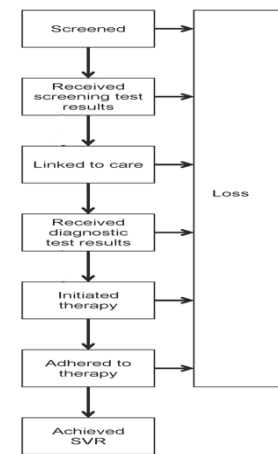 Screened
Received
screening test
results
Linked to care
Loss
Received
diagnostic
test results
Initiated
therapy
Adhered to
therapy
Achieved
SVR